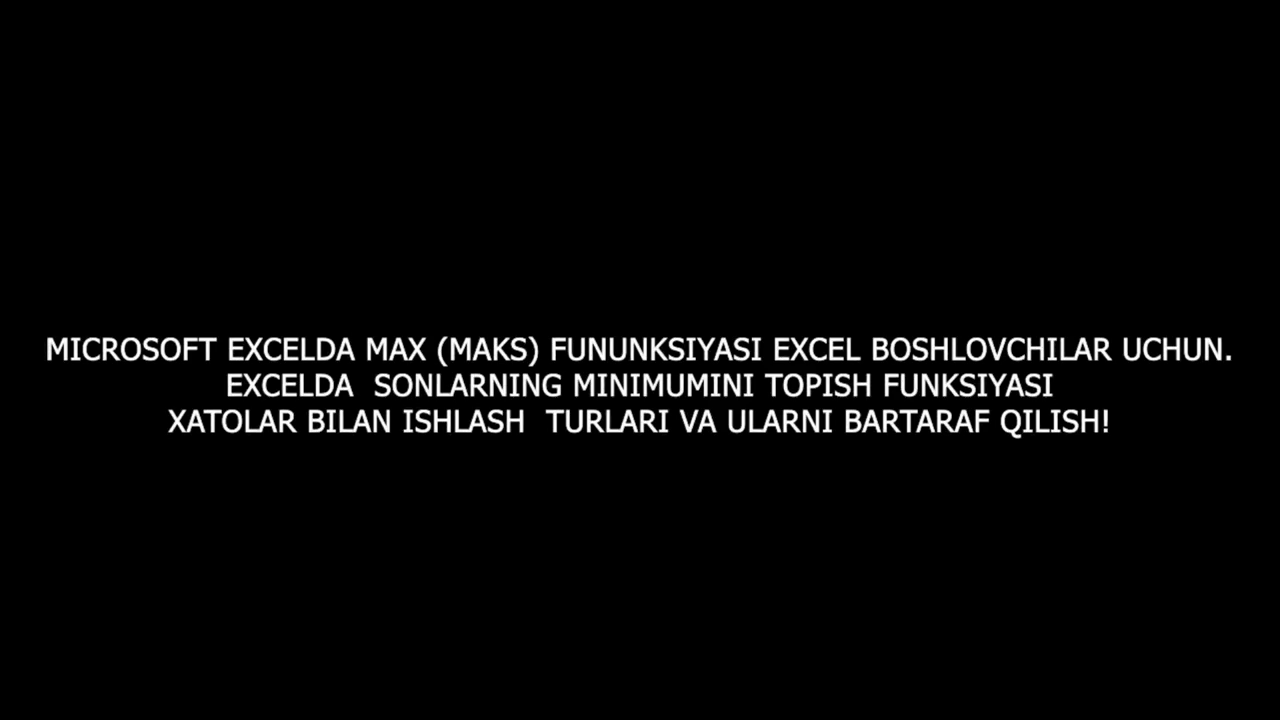 MICROSOFT EXCELDA MAX (MAKS) FUNUNKSIYASI EXCEL BOSHLOVCHILAR UCHUN.
EXCELDA  SONLARNING MINIMUMINI TOPISH FUNKSIYASI
XATOLAR BILAN ISHLASH  TURLARI VA ULARNI BARTARAF QILISH!